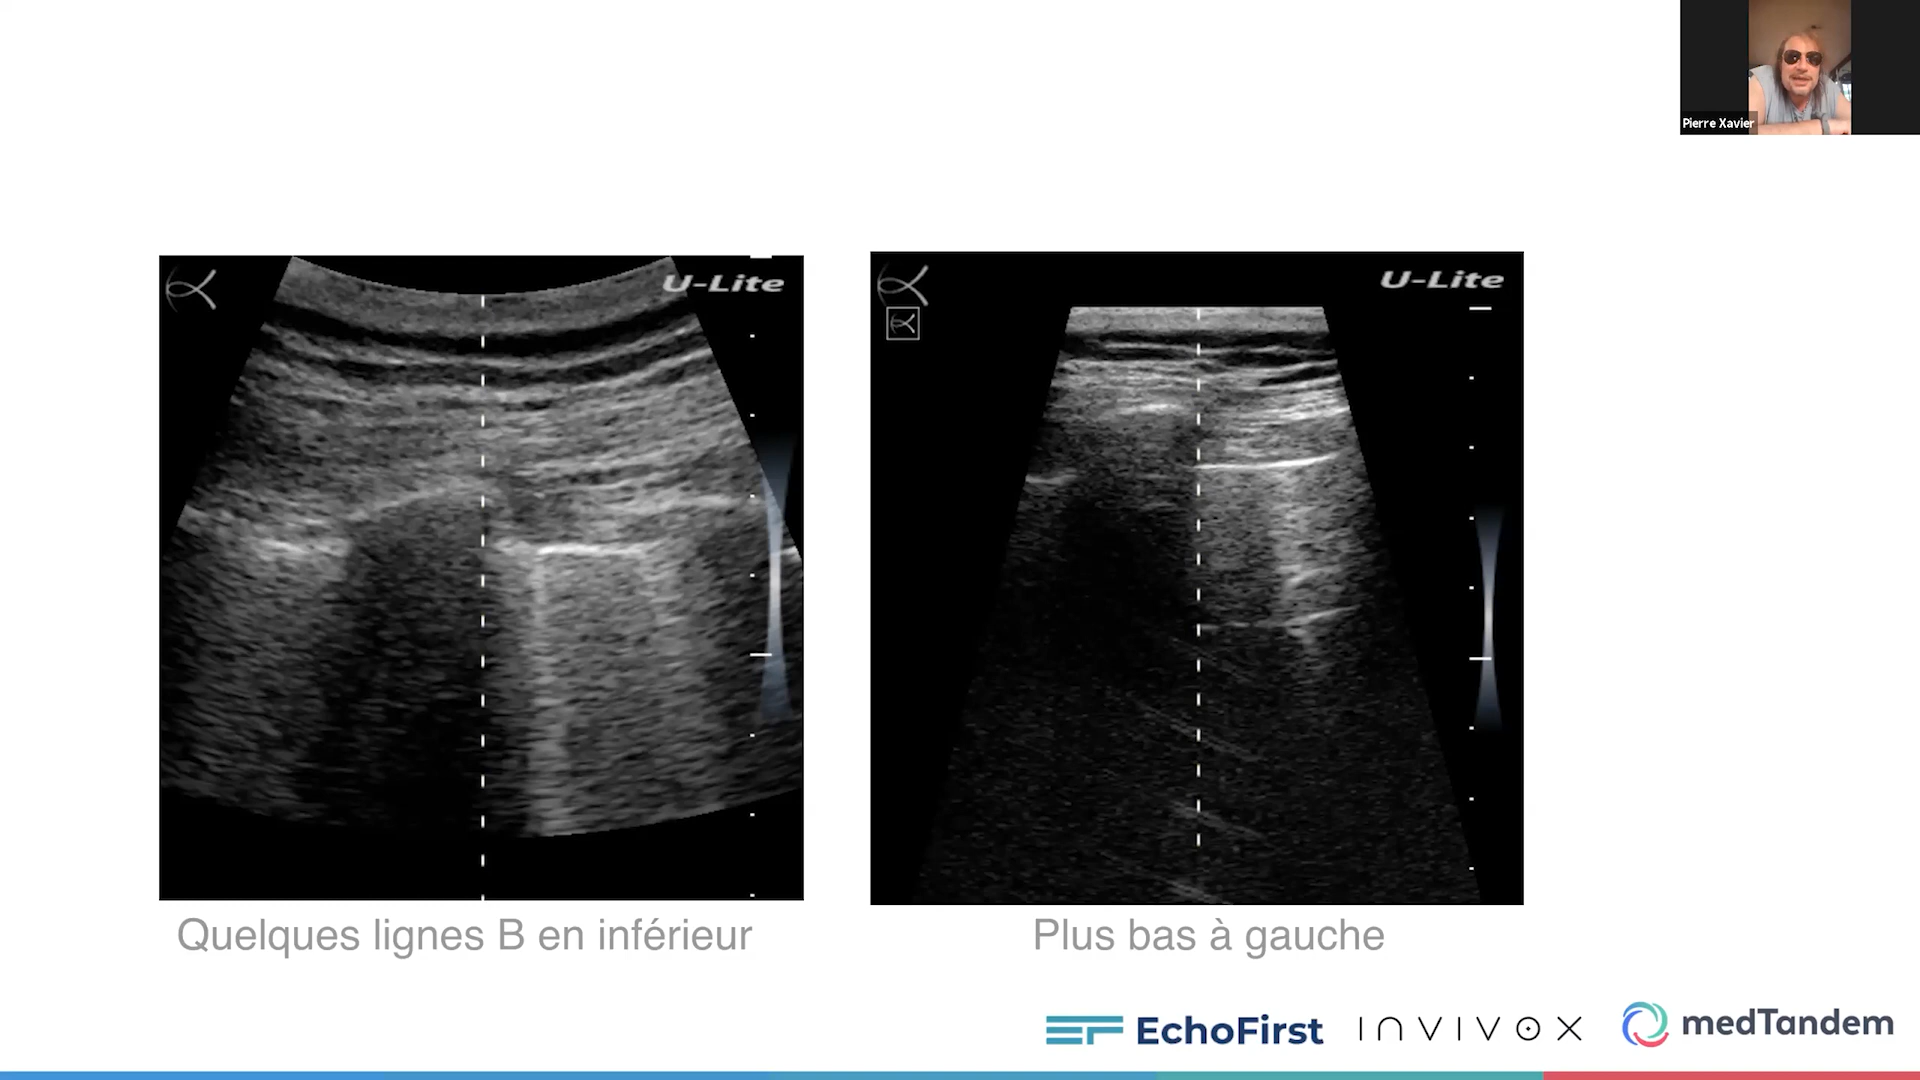 Pierre Xavier
U-Lite
U-Lite
Quelques lignes B en inférieur
Plus bas à gauche
EchoFirst
INVIVOX
medTandem